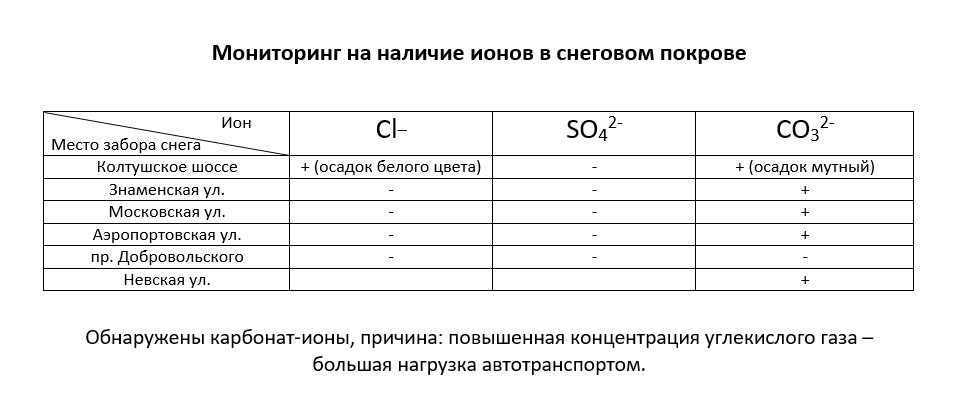 Мониторинг на наличие ионов в снеговом покрове
Ион
Место забора снега
Cl–
SO₄²⁻
CO₃²⁻
Колтушское шоссе + (осадок белого цвета) - + (осадок мутный)
Знаменская ул. - - +
Московская ул. - - +
Аэропортовская ул. - - +
пр. Добровольского - - -
Невская ул. +
Обнаружены карбонат-ионы, причина: повышенная концентрация углекислого газа –
большая нагрузка автотранспортом.